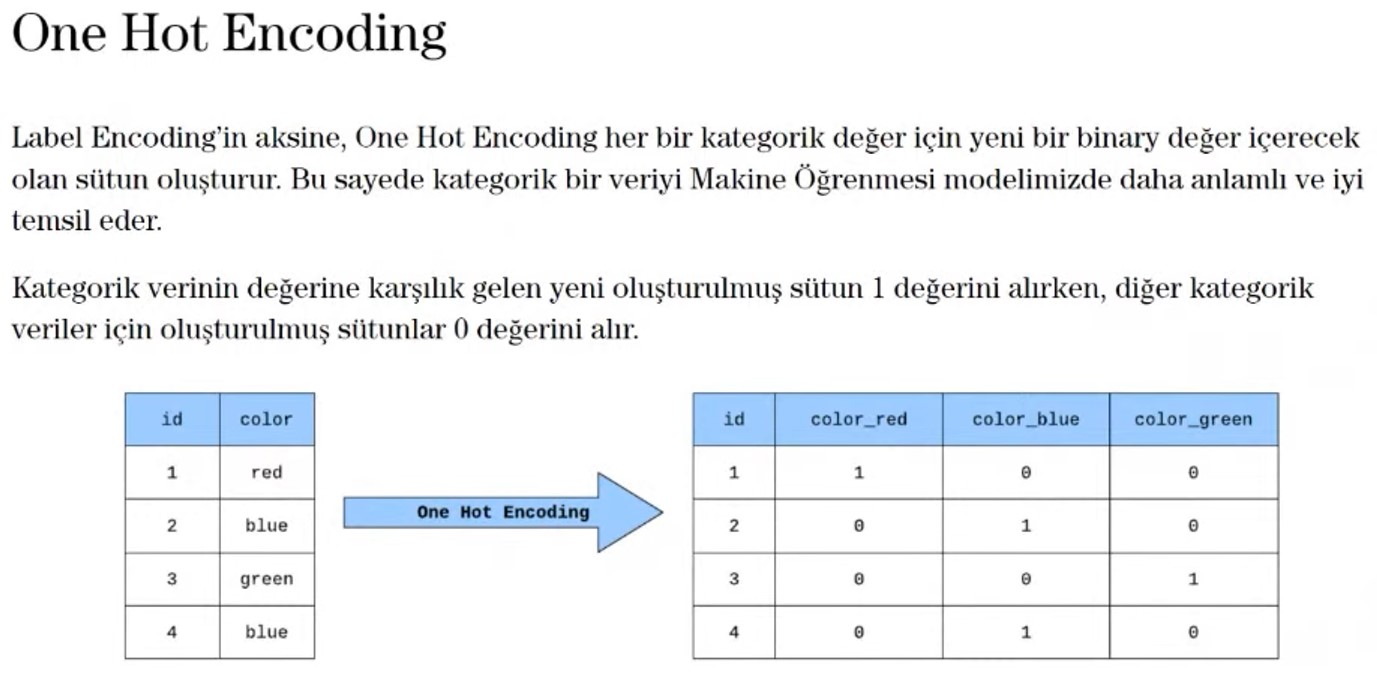 One Hot Encoding
Label Encoding’in aksine, One Hot Encoding her bir kategorik değer için yeni bir binary değer içerecek
olan sütun oluşturur. Bu sayede kategorik bir veriyi Makine Öğrenmesi modelimizde daha anlamlı ve iyi
temsil eder.
Kategorik verinin değerine karşılık gelen yeni oluşturulmuş sütun 1 değerini alırken, diğer kategorik
veriler için oluşturulmuş sütunlar 0 değerini alır.
id color
1 red
2 blue
3 green
4 blue
One Hot Encoding
id color_red color_blue color_green
1 1 0 0
2 0 1 0
3 0 0 1
4 0 1 0